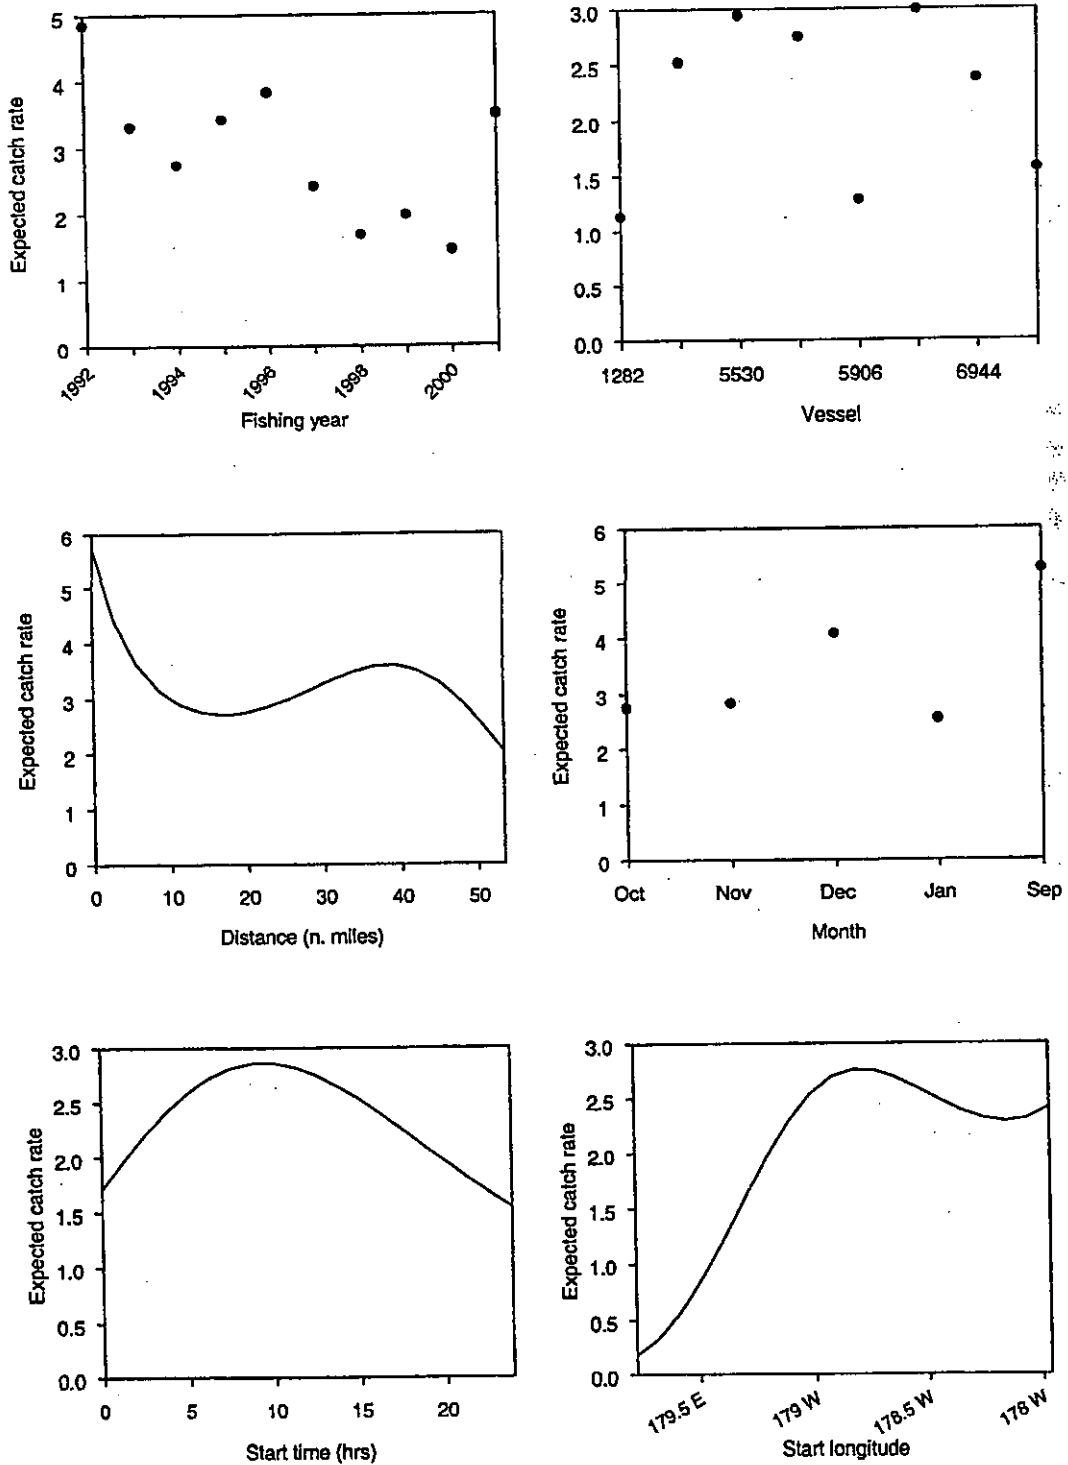 Expected catch rate
5
4
3
2
1
0
1992
1994
1996
1998
2000
Fishing year
Expected catch rate
3.0
2.5
2.0
1.5
1.0
0.5
0.0
1282
5530
5906
6944
Vessel
Expected catch rate
6
5
4
3
2
1
0
0
10
20
30
40
50
Distance (n. miles)
Expected catch rate
6
5
4
3
2
1
0
Oct
Nov
Dec
Jan
Sep
Month
Expected catch rate
3.0
2.5
2.0
1.5
1.0
0.5
0.0
0
5
10
15
20
Start time (hrs)
Expected catch rate
3.0
2.5
2.0
1.5
1.0
0.5
0.0
179.5 E
179 W
178.5 W
178 W
Start longitude